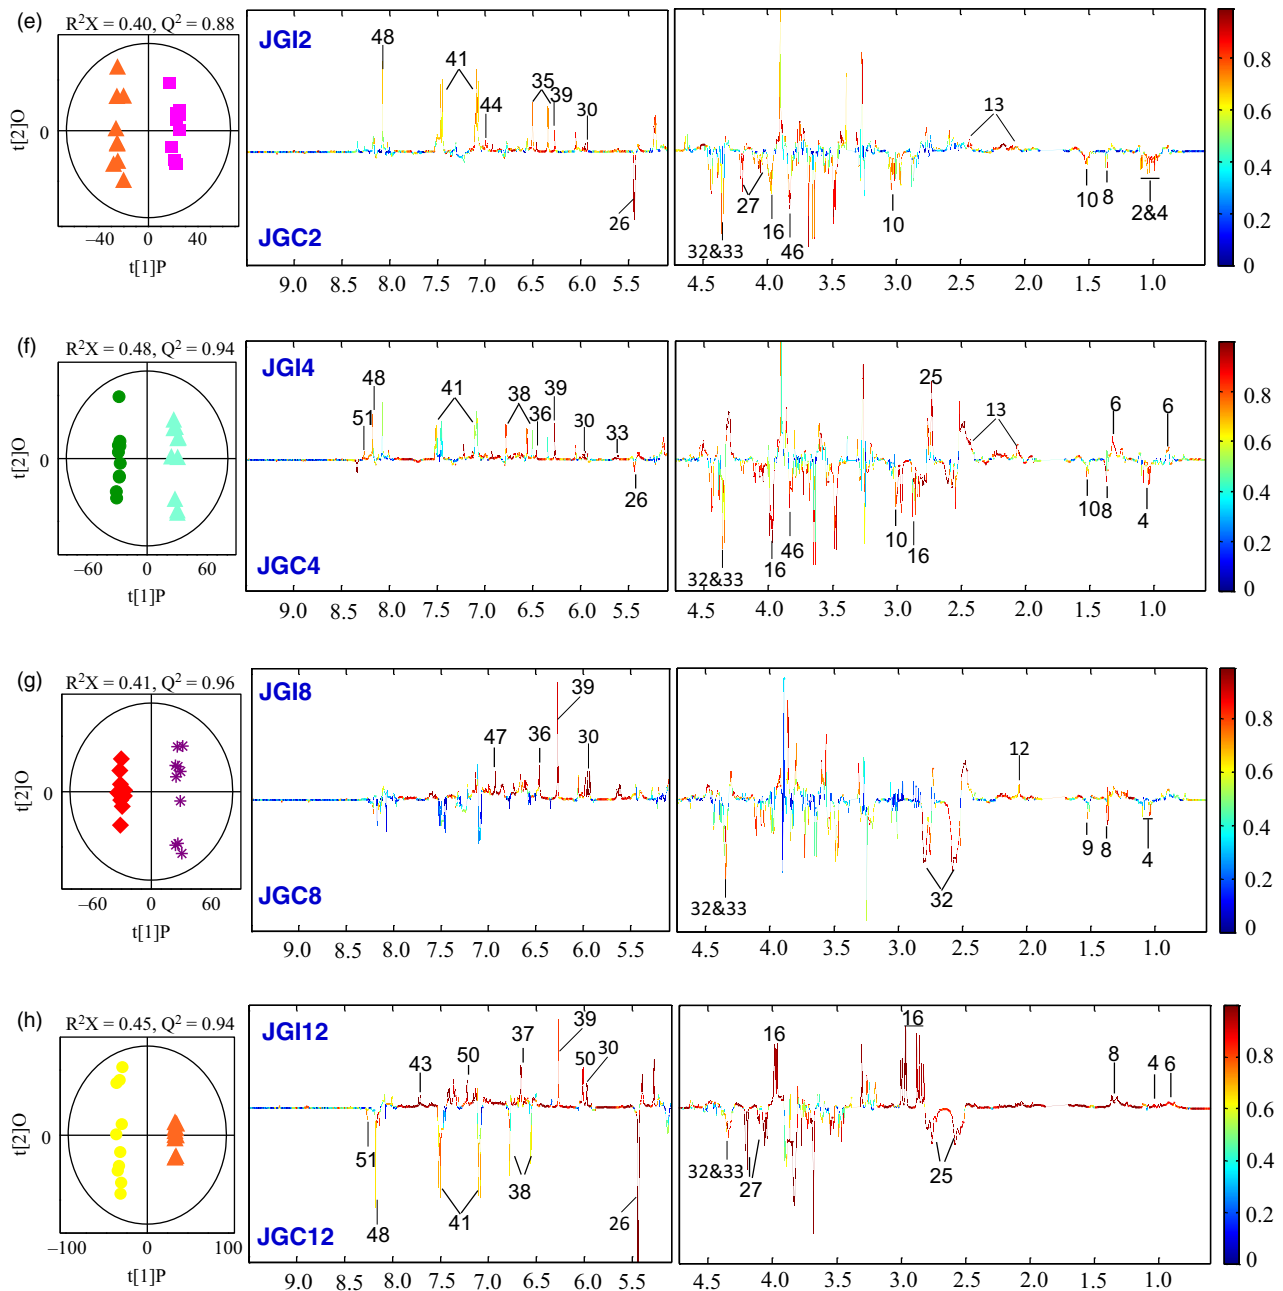 (e)
R²X = 0.40, Q² = 0.88
t[2]O
0
−40 0 40
t[1]P
JGI2
JGC2
48
41
44
35
39
30
26
9.0 8.5 8.0 7.5 7.0 6.5 6.0 5.5
13
27
32&33
16
46
10
10
8
2&4
4.5 4.0 3.5 3.0 2.5 2.0 1.5 1.0
0.8
0.6
0.4
0.2
0
(f)
R²X = 0.48, Q² = 0.94
t[2]O
0
−60 0 60
t[1]P
JGI4
JGC4
51
48
41
38
36
39
30
33
26
9.0 8.5 8.0 7.5 7.0 6.5 6.0 5.5
25
13
6
6
32&33
16
46
10
16
10
8
4
4.5 4.0 3.5 3.0 2.5 2.0 1.5 1.0
0.8
0.6
0.4
0.2
0
(g)
R²X = 0.41, Q² = 0.96
t[2]O
0
−60 0 60
t[1]P
JGI8
JGC8
47
36
39
30
9.0 8.5 8.0 7.5 7.0 6.5 6.0 5.5
12
32&33
32
9
8
4
4.5 4.0 3.5 3.0 2.5 2.0 1.5 1.0
0.8
0.6
0.4
0.2
0
(h)
R²X = 0.45, Q² = 0.94
t[2]O
0
−100 0 100
t[1]P
JGI12
JGC12
43
50
37
39
50
30
51
48
41
38
26
9.0 8.5 8.0 7.5 7.0 6.5 6.0 5.5
16
16
8
4
6
32&33
27
25
4.5 4.0 3.5 3.0 2.5 2.0 1.5 1.0
0.8
0.6
0.4
0.2
0